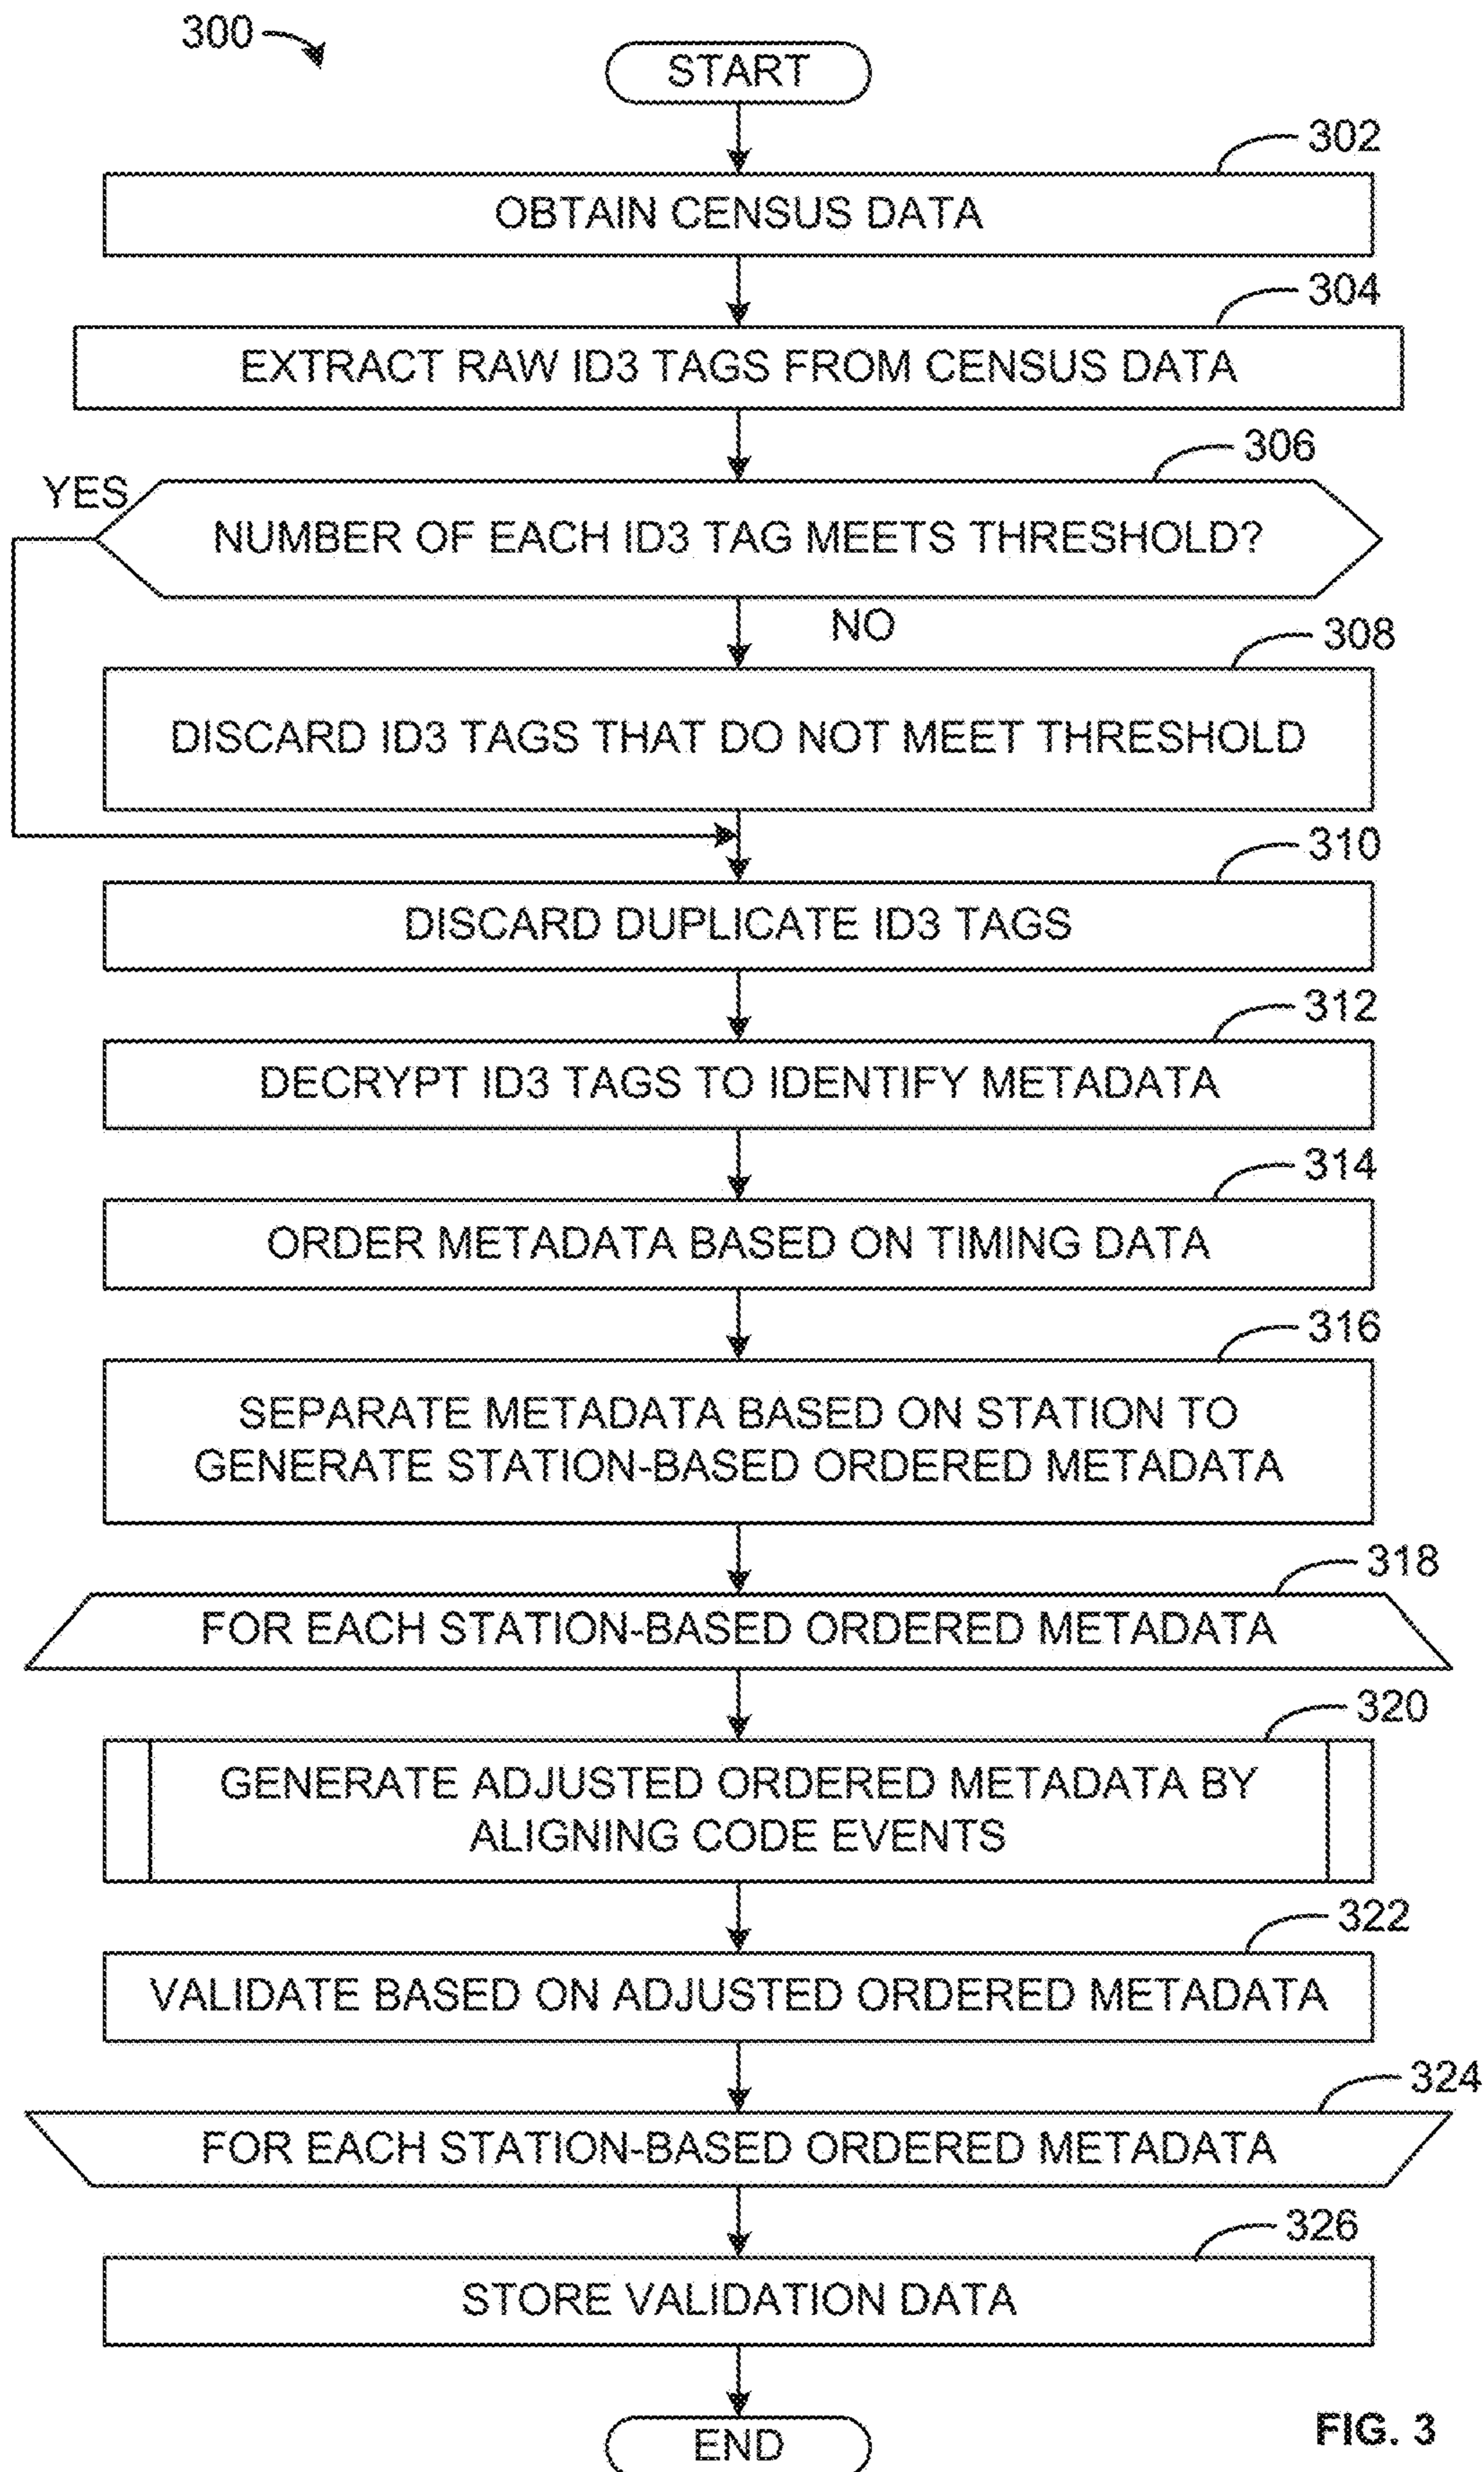 300
START
302
OBTAIN CENSUS DATA
304
EXTRACT RAW ID3 TAGS FROM CENSUS DATA
306
YES
NUMBER OF EACH ID3 TAG MEETS THRESHOLD?
NO
308
DISCARD ID3 TAGS THAT DO NOT MEET THRESHOLD
310
DISCARD DUPLICATE ID3 TAGS
312
DECRYPT ID3 TAGS TO IDENTIFY METADATA
314
ORDER METADATA BASED ON TIMING DATA
316
SEPARATE METADATA BASED ON STATION TO
GENERATE STATION-BASED ORDERED METADATA
318
FOR EACH STATION-BASED ORDERED METADATA
320
GENERATE ADJUSTED ORDERED METADATA BY
ALIGNING CODE EVENTS
322
VALIDATE BASED ON ADJUSTED ORDERED METADATA
324
FOR EACH STATION-BASED ORDERED METADATA
326
STORE VALIDATION DATA
END
FIG. 3